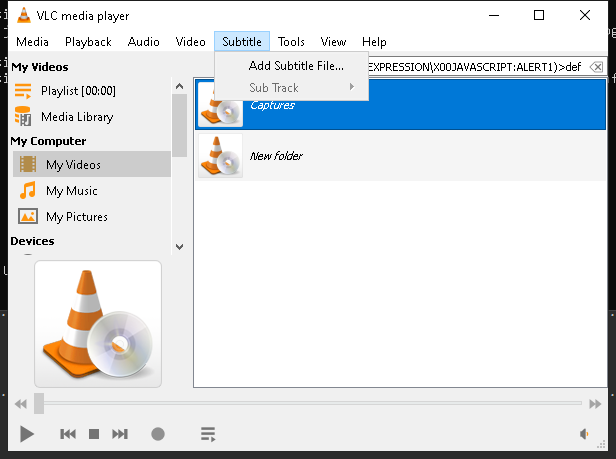 VLC media player
Media Playback Audio Video Subtitle Tools View Help
My Videos
Playlist [00:00]
Media Library
My Computer
My Videos
My Music
My Pictures
Devices
Add Subtitle File...
Sub Track
EXPRESSION\X00JAVASCRIPT:ALERT1)>def
Captures
New folder